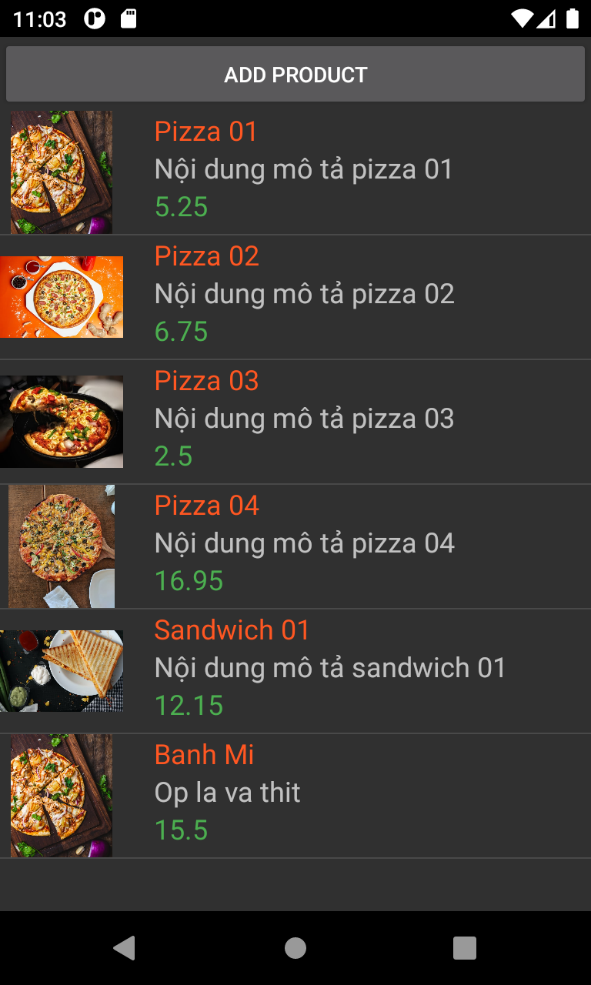 11:03
ADD PRODUCT
Pizza 01
Nội dung mô tả pizza 01
5.25
Pizza 02
Nội dung mô tả pizza 02
6.75
Pizza 03
Nội dung mô tả pizza 03
2.5
Pizza 04
Nội dung mô tả pizza 04
16.95
Sandwich 01
Nội dung mô tả sandwich 01
12.15
Banh Mi
Op la va thit
15.5